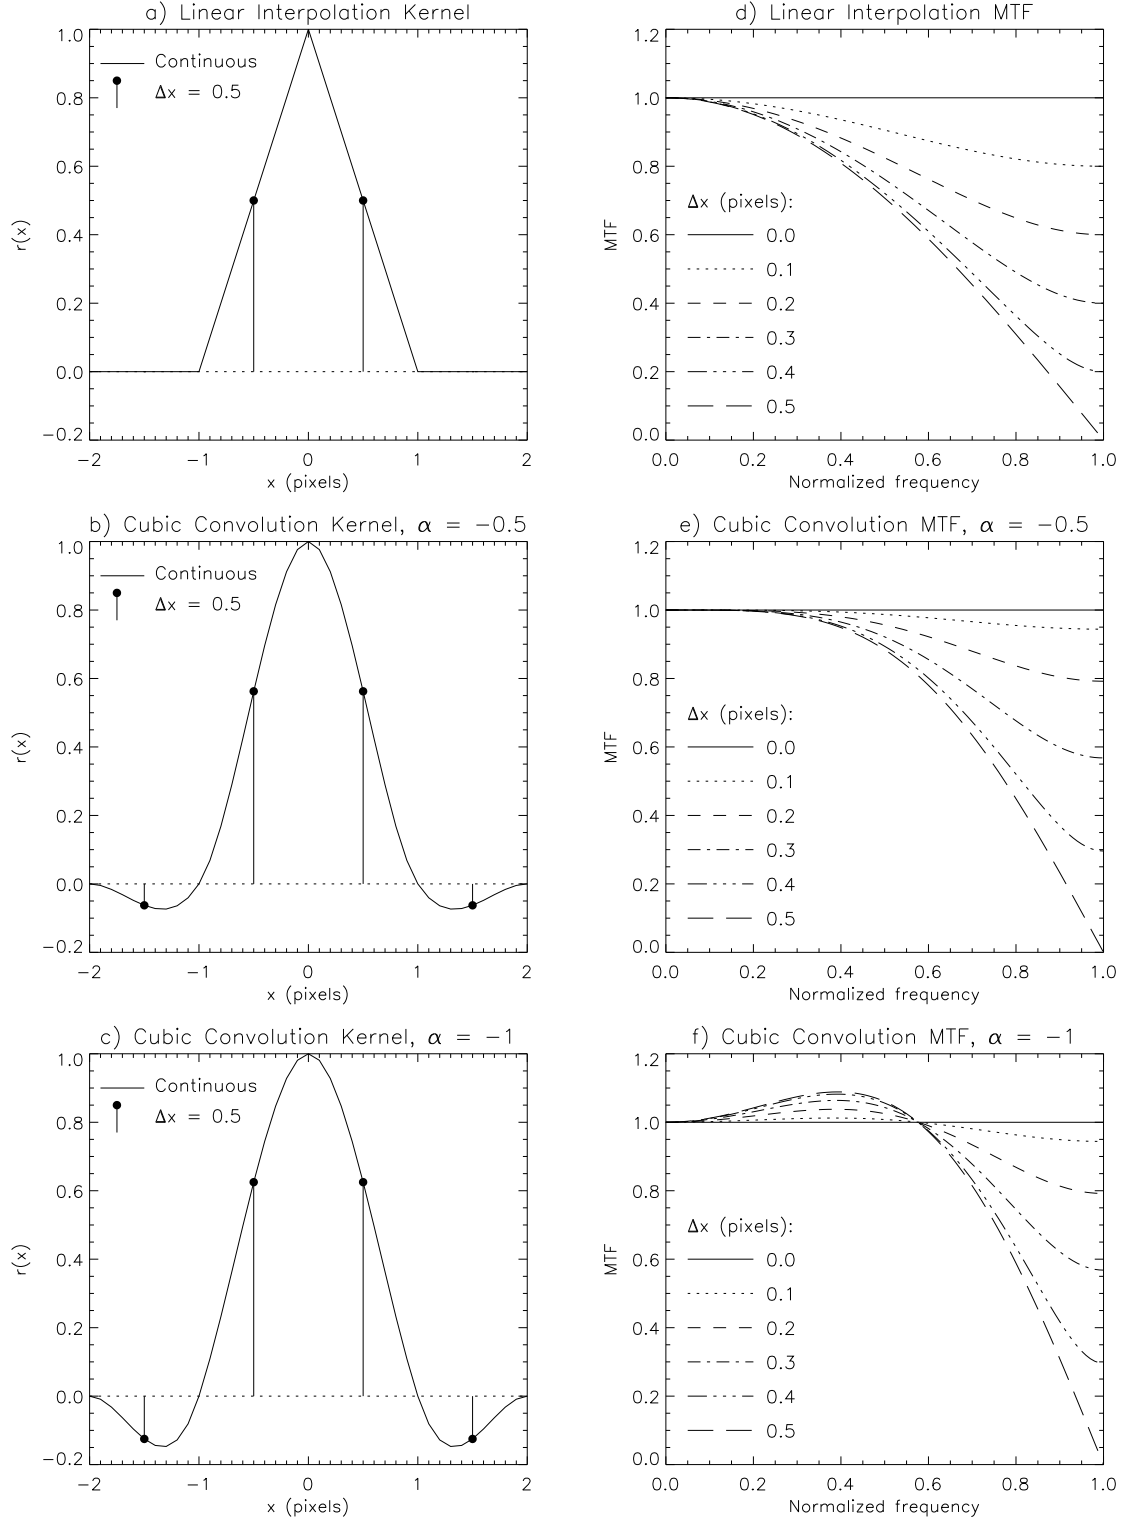 a) Linear Interpolation Kernel
1.0
0.8
0.6
0.4
0.2
0.0
−0.2
r(x)
Continuous
Δx = 0.5
−2 −1 0 1 2
x (pixels)
d) Linear Interpolation MTF
1.2
1.0
0.8
0.6
0.4
0.2
0.0
MTF
Δx (pixels):
0.0
0.1
0.2
0.3
0.4
0.5
0.0 0.2 0.4 0.6 0.8 1.0
Normalized frequency
b) Cubic Convolution Kernel, α = −0.5
1.0
0.8
0.6
0.4
0.2
0.0
−0.2
r(x)
Continuous
Δx = 0.5
−2 −1 0 1 2
x (pixels)
e) Cubic Convolution MTF, α = −0.5
1.2
1.0
0.8
0.6
0.4
0.2
0.0
MTF
Δx (pixels):
0.0
0.1
0.2
0.3
0.4
0.5
0.0 0.2 0.4 0.6 0.8 1.0
Normalized frequency
c) Cubic Convolution Kernel, α = −1
1.0
0.8
0.6
0.4
0.2
0.0
−0.2
r(x)
Continuous
Δx = 0.5
−2 −1 0 1 2
x (pixels)
f) Cubic Convolution MTF, α = −1
1.2
1.0
0.8
0.6
0.4
0.2
0.0
MTF
Δx (pixels):
0.0
0.1
0.2
0.3
0.4
0.5
0.0 0.2 0.4 0.6 0.8 1.0
Normalized frequency